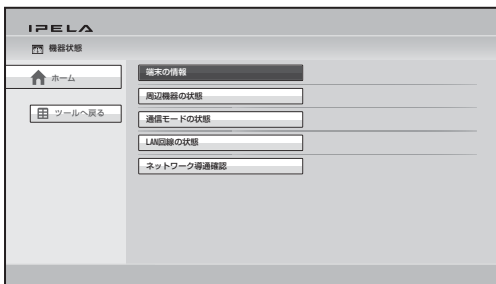 IPELA
機器状態
ホーム
ツールへ戻る
端末の情報
周辺機器の状態
通信モードの状態
LAN回線の状態
ネットワーク導通確認